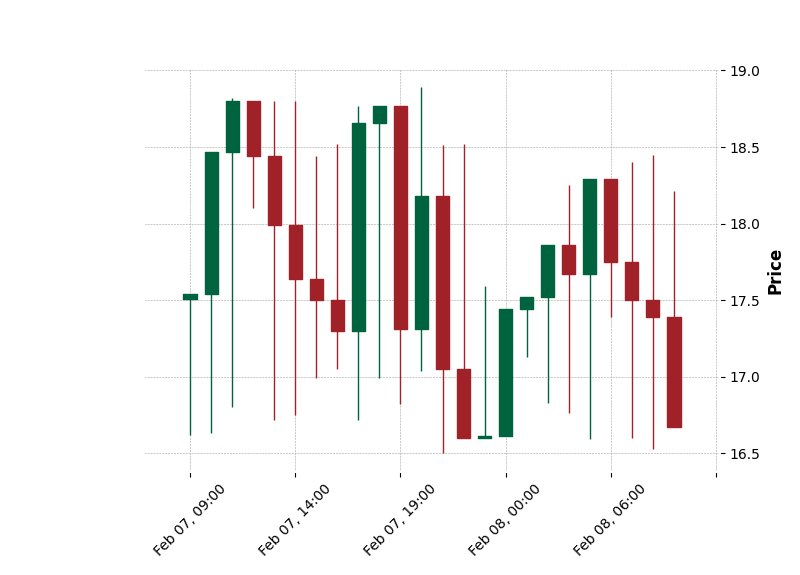 19.0
18.5
18.0
17.5
17.0
16.5
Price
Feb 07, 09:00
Feb 07, 14:00
Feb 07, 19:00
Feb 08, 00:00
Feb 08, 06:00